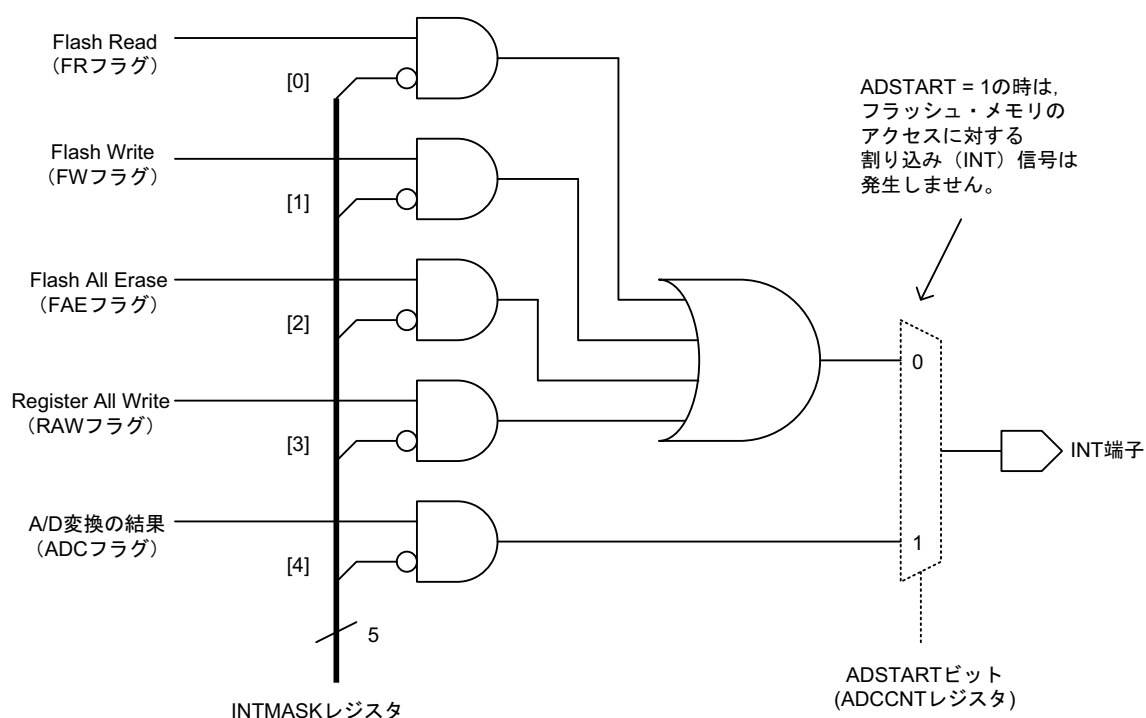 Flash Read
（FRフラグ）
[0]
Flash Write
（FWフラグ）
[1]
Flash All Erase
（FAEフラグ）
[2]
Register All Write
（RAWフラグ）
[3]
A/D変換の結果
（ADCフラグ）
[4]
5
INTMASKレジスタ
ADSTART = 1の時は,
フラッシュ・メモリの
アクセスに対する
割り込み（INT）信号は
発生しません。
0
1
INT端子
ADSTARTビット
(ADCCNTレジスタ)